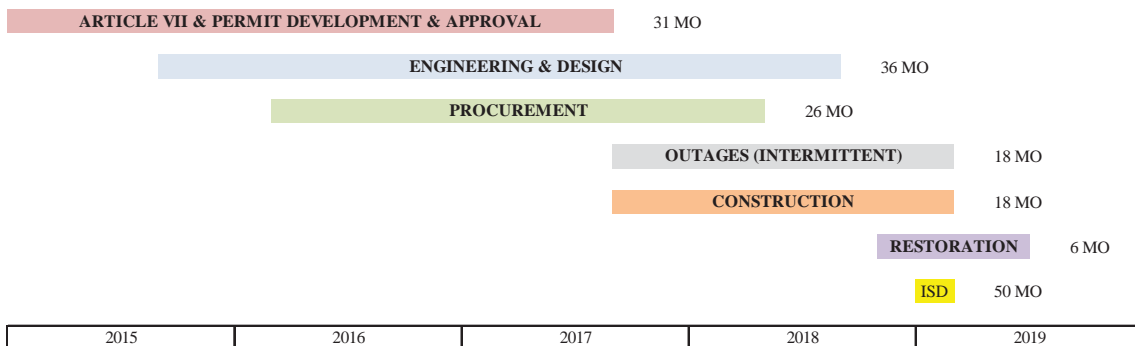 ARTICLE VII & PERMIT DEVELOPMENT & APPROVAL 31 MO
ENGINEERING & DESIGN 36 MO
PROCUREMENT 26 MO
OUTAGES (INTERMITTENT) 18 MO
CONSTRUCTION 18 MO
RESTORATION 6 MO
ISD 50 MO
2015 2016 2017 2018 2019